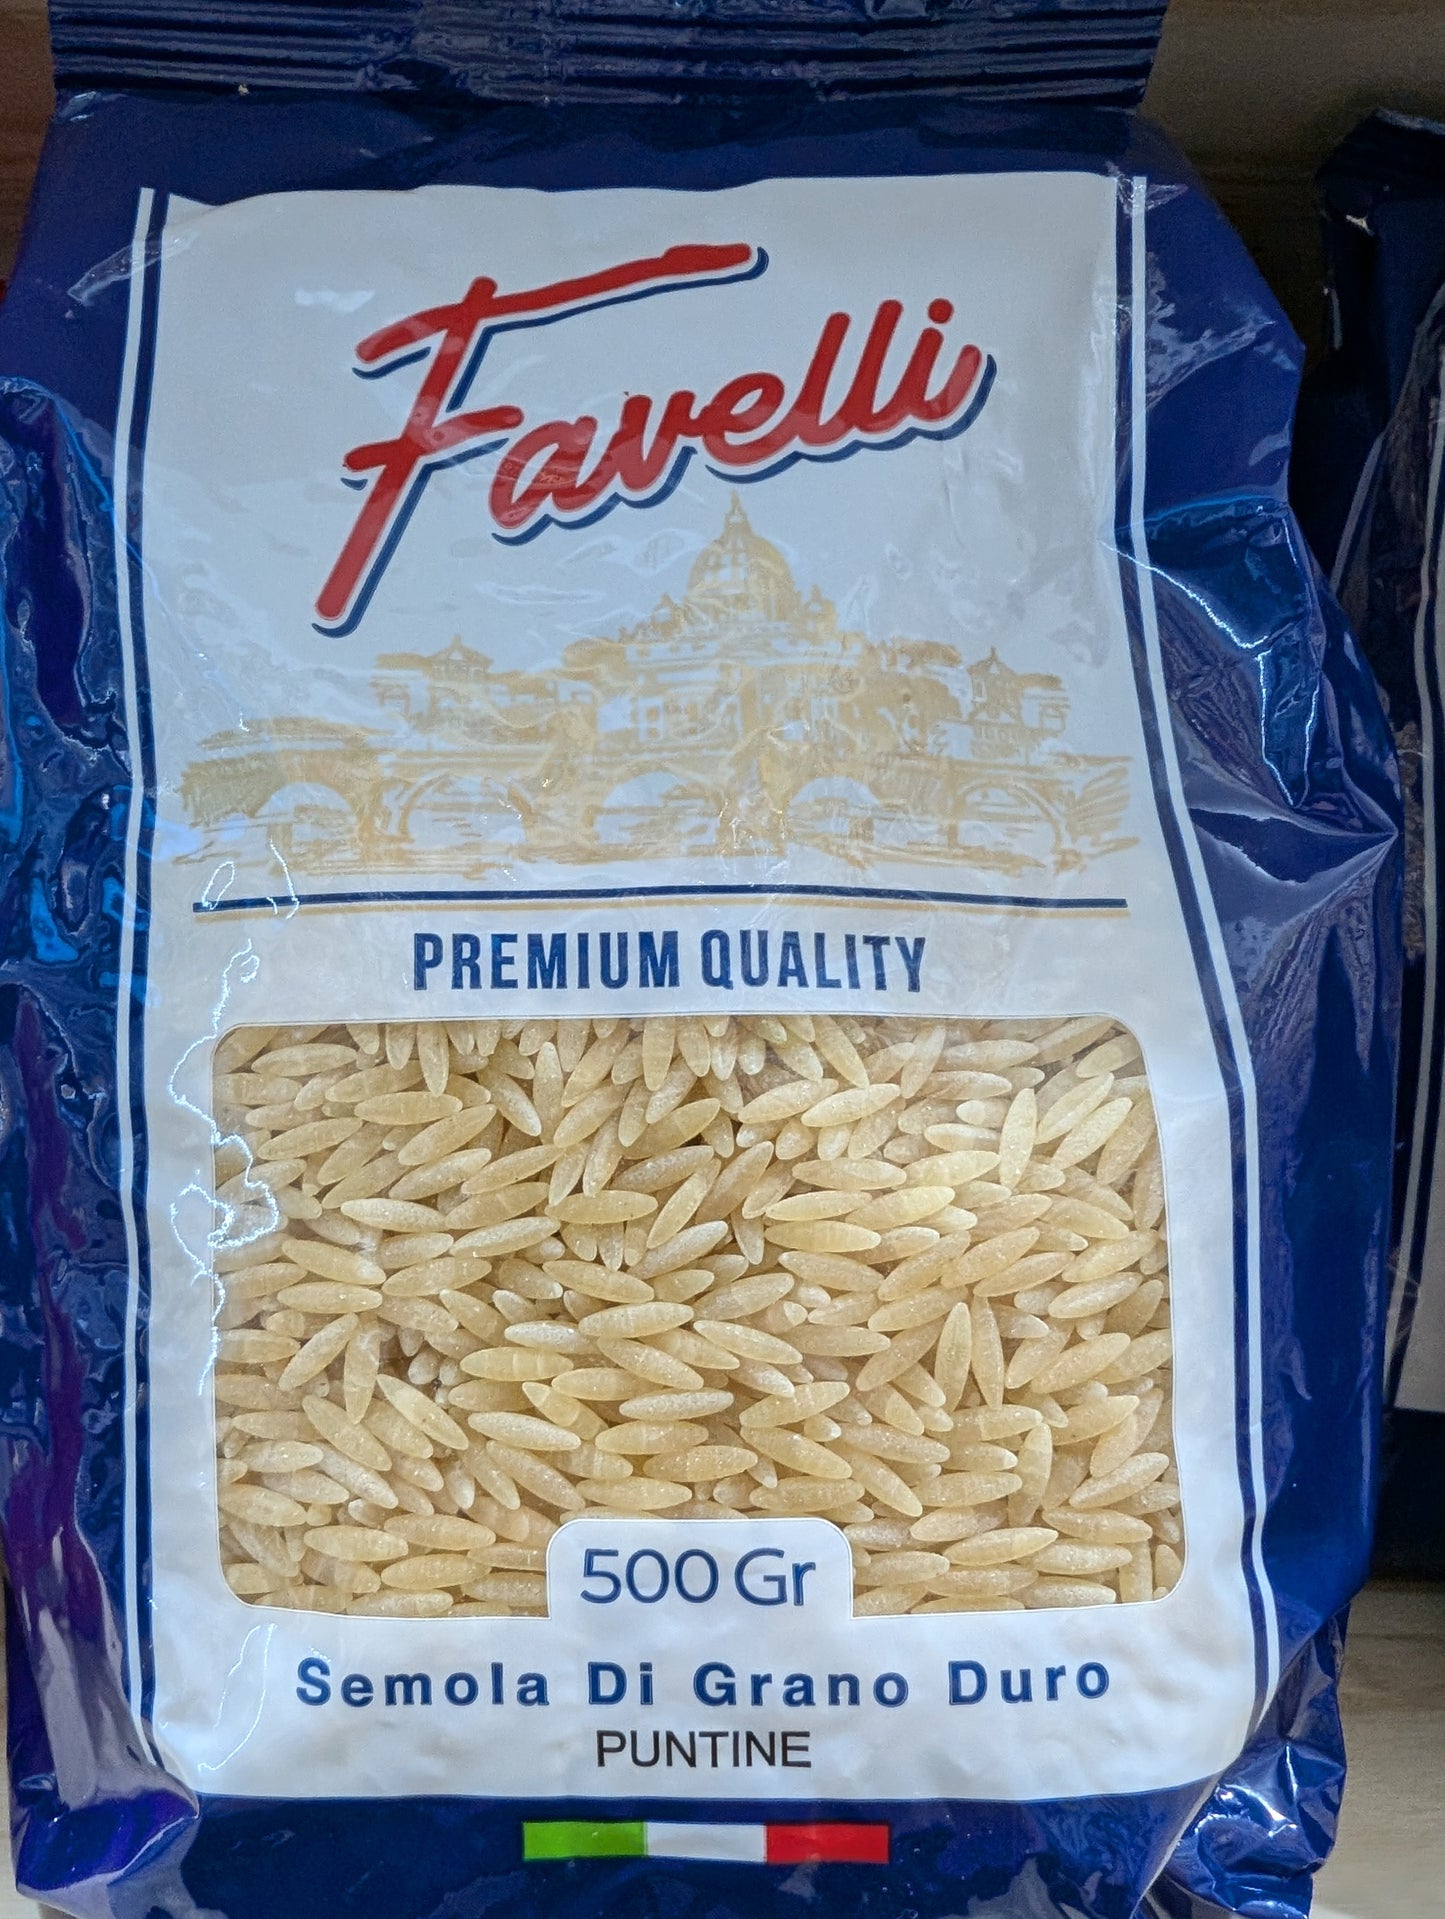 Favelli
PREMIUM QUALITY
500 Gr
Semola Di Grano Duro
PUNTINE